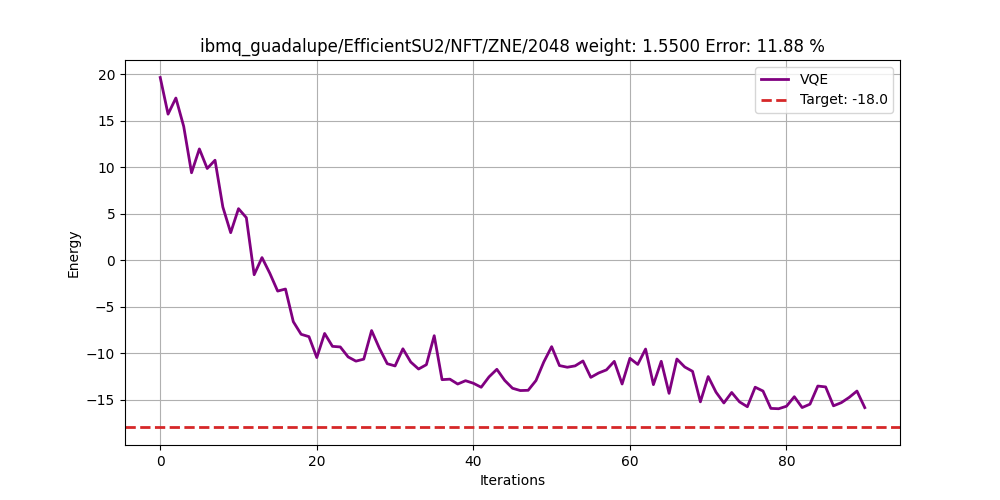 ibmq_guadalupe/EfficientSU2/NFT/ZNE/2048 weight: 1.5500 Error: 11.88 %
VQE
Target: -18.0
20
15
10
5
0
−5
−10
−15
Energy
0 20 40 60 80
Iterations